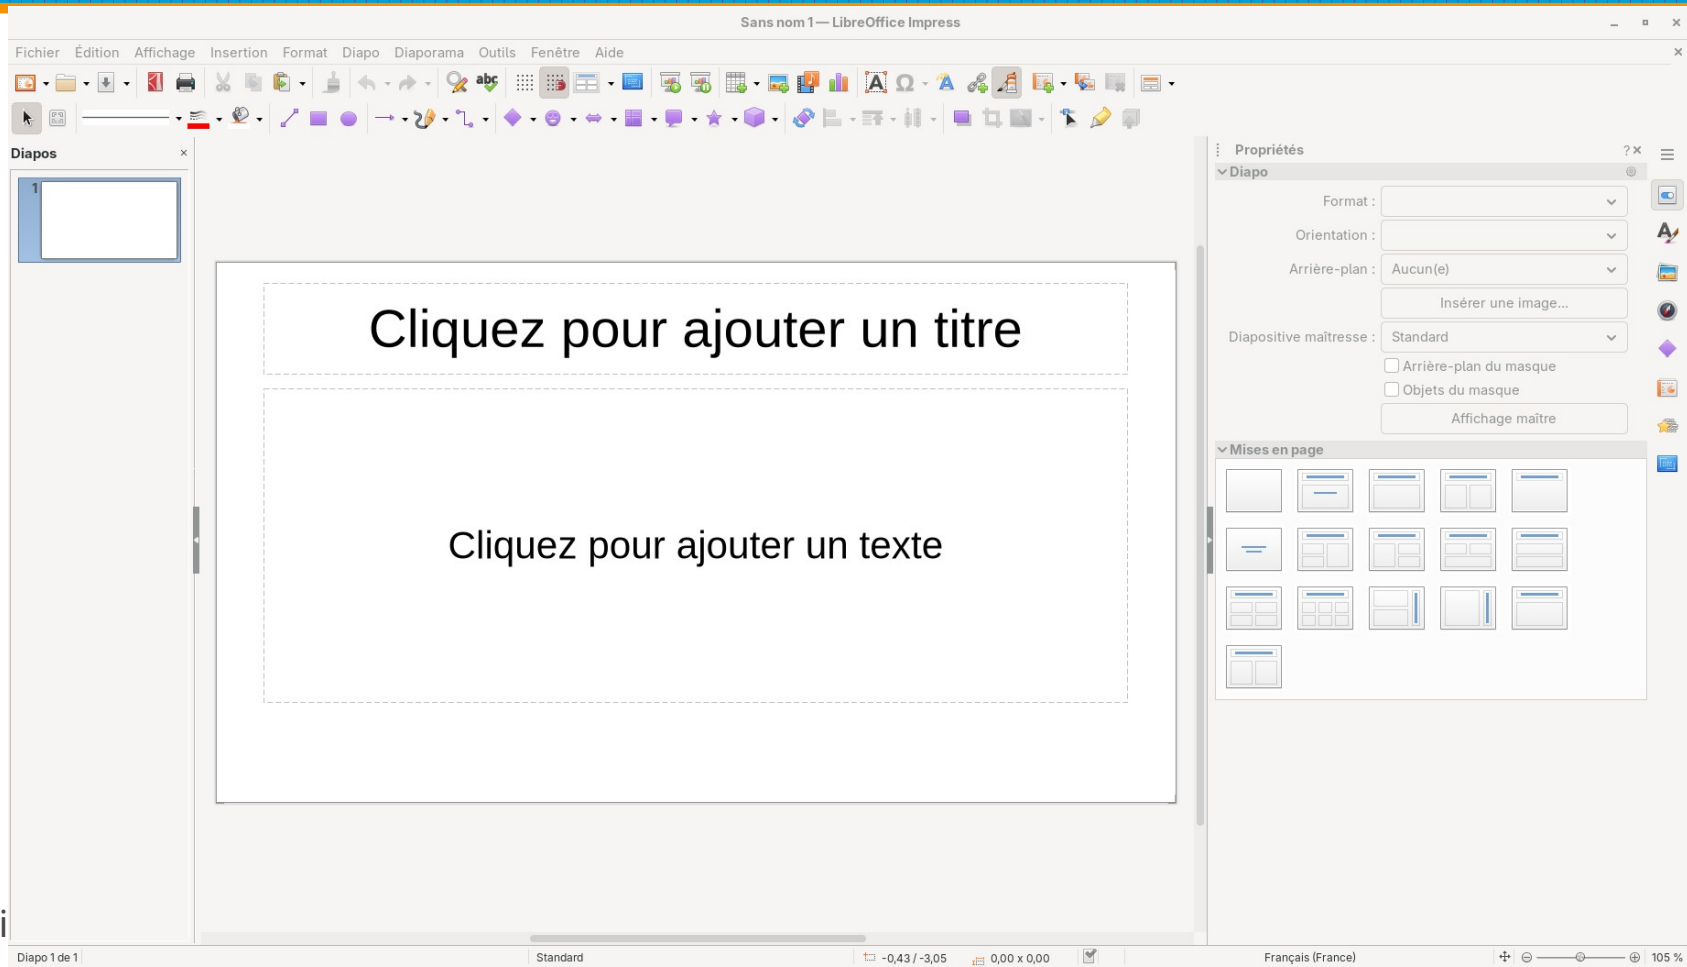 Sans nom 1 — LibreOffice Impress
Fichier Édition Affichage Insertion Format Diapo Diaporama Outils Fenêtre Aide
abc
Diapos
1
Cliquez pour ajouter un titre
Cliquez pour ajouter un texte
Propriétés
Diapo
Format :
Orientation :
Arrière-plan : Aucun(e)
Insérer une image...
Diapositive maîtresse : Standard
Arrière-plan du masque
Objets du masque
Affichage maître
Mises en page
i
Diapo 1 de 1 Standard -0,43 / -3,05 0,00 x 0,00 Français (France) 105 %